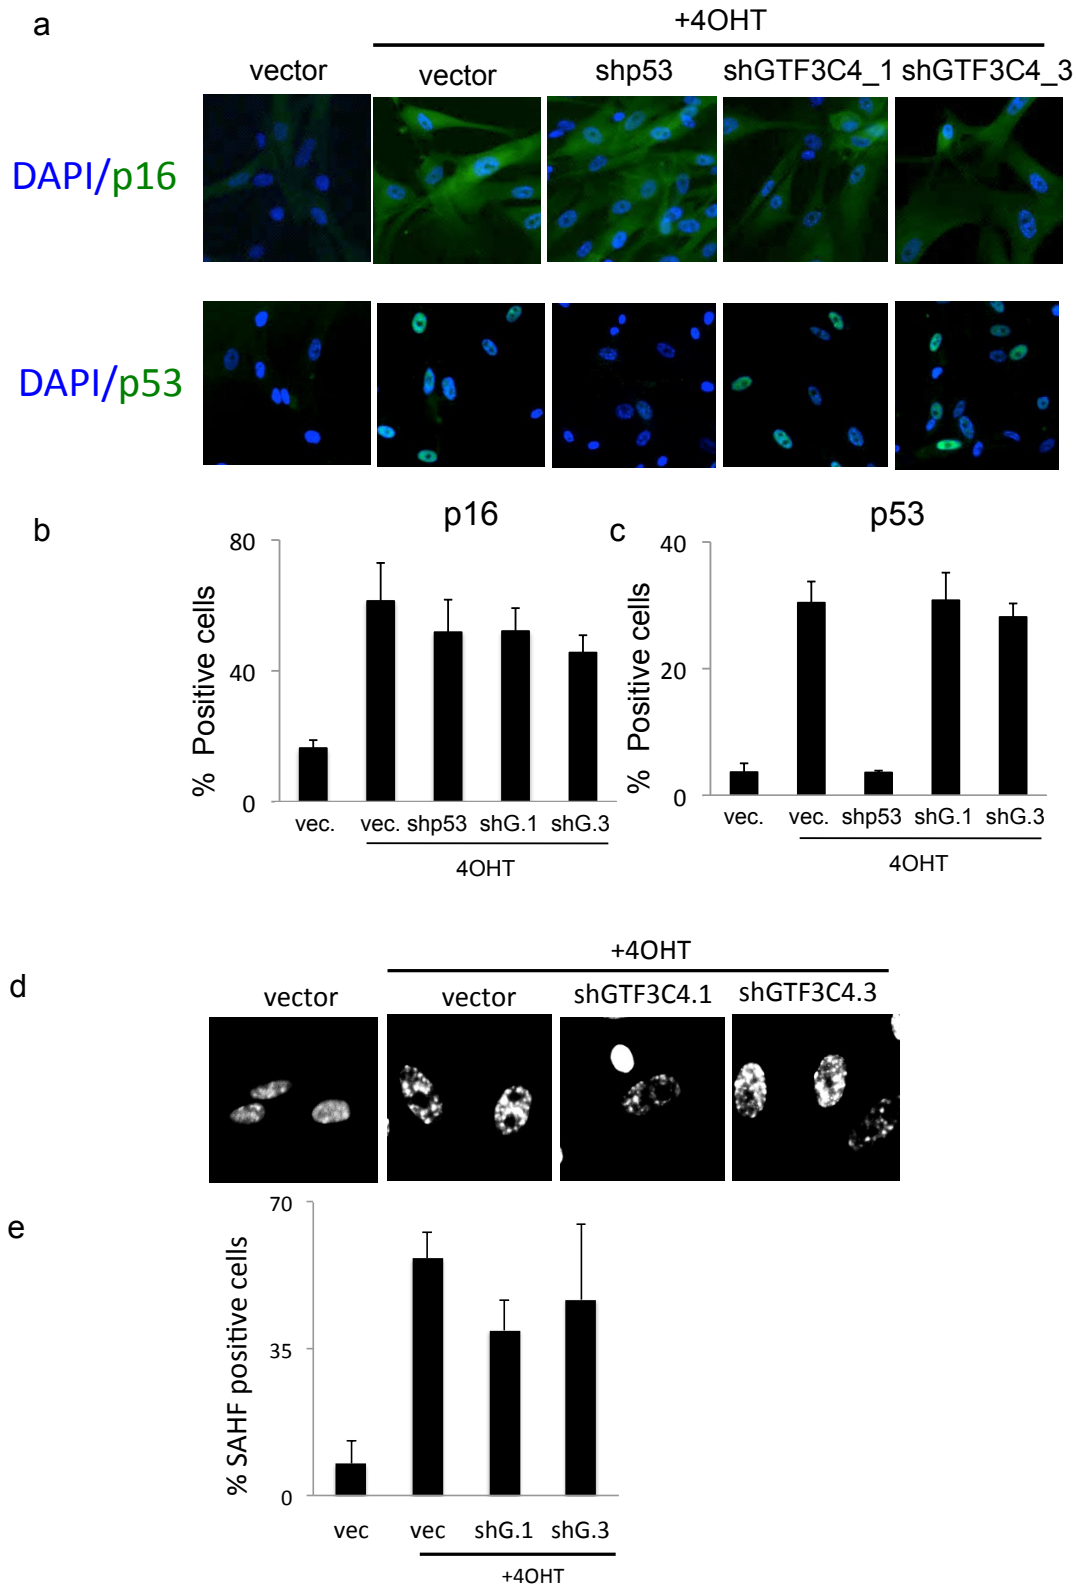 a
+4OHT
vector
vector
shp53
shGTF3C4_1
shGTF3C4_3
DAPI/p16
DAPI/p53
b
p16
80
40
0
% Positive cells
vec.
vec.
shp53
shG.1
shG.3
4OHT
c
p53
40
20
0
% Positive cells
vec.
vec.
shp53
shG.1
shG.3
4OHT
d
+4OHT
vector
vector
shGTF3C4.1
shGTF3C4.3
e
70
35
0
% SAHF positive cells
vec
vec
shG.1
shG.3
+4OHT